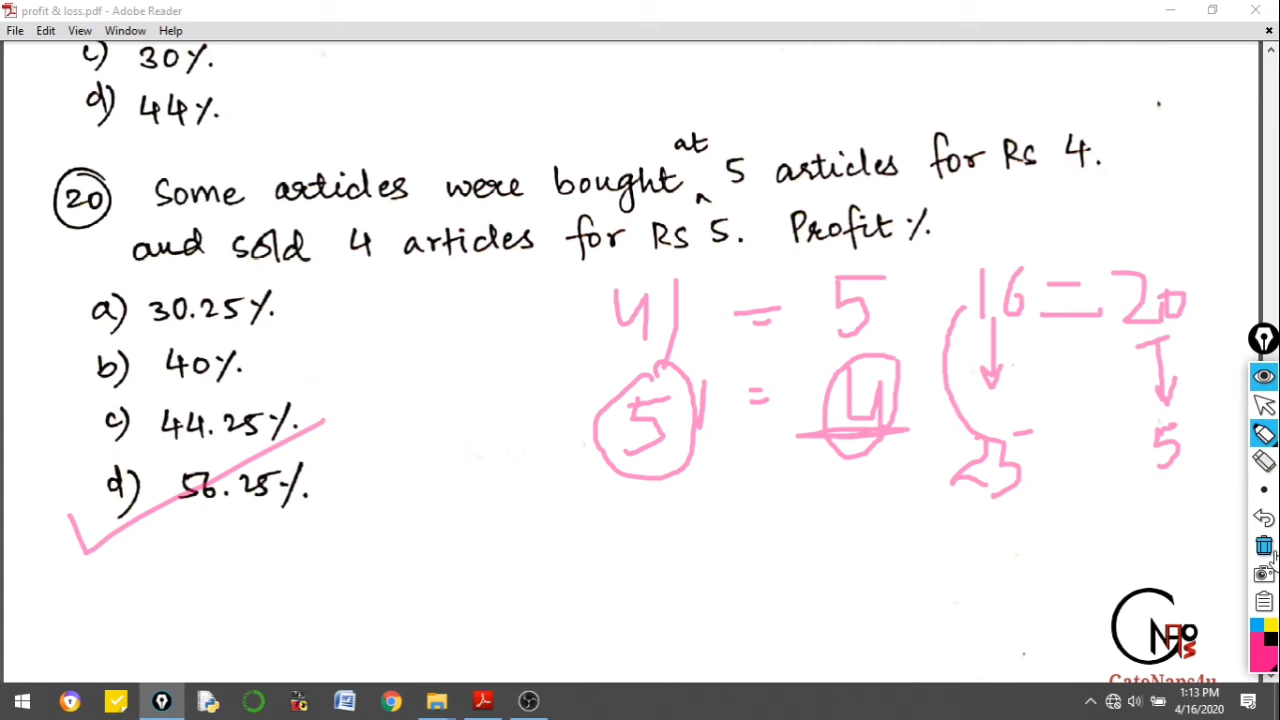 profit & loss.pdf - Adobe Reader
File Edit View Window Help
c) 30%.
d) 44%.
20 Some articles were bought at 5 articles for Rs 4.
and sold 4 articles for Rs 5. Profit %
a) 30.25%.
b) 40%.
c) 44.25%.
d) 56.25%.
4 = 5 16 = 20
5 = 4
25 5
GateNaps4u
1:13 PM
4/16/2020